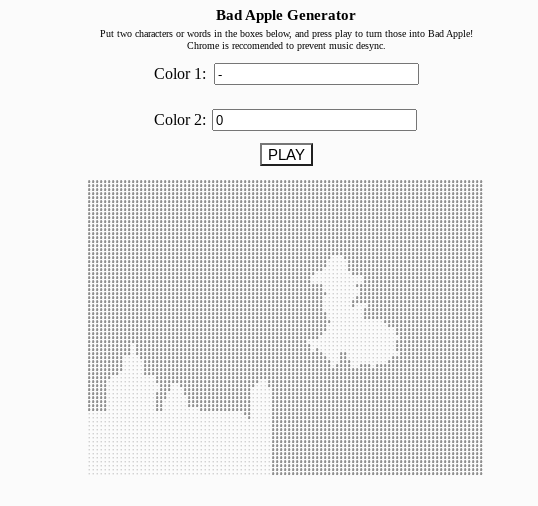 Bad Apple Generator
Put two characters or words in the boxes below, and press play to turn those into Bad Apple!
Chrome is reccomended to prevent music desync.
Color 1: -
Color 2: 0
PLAY